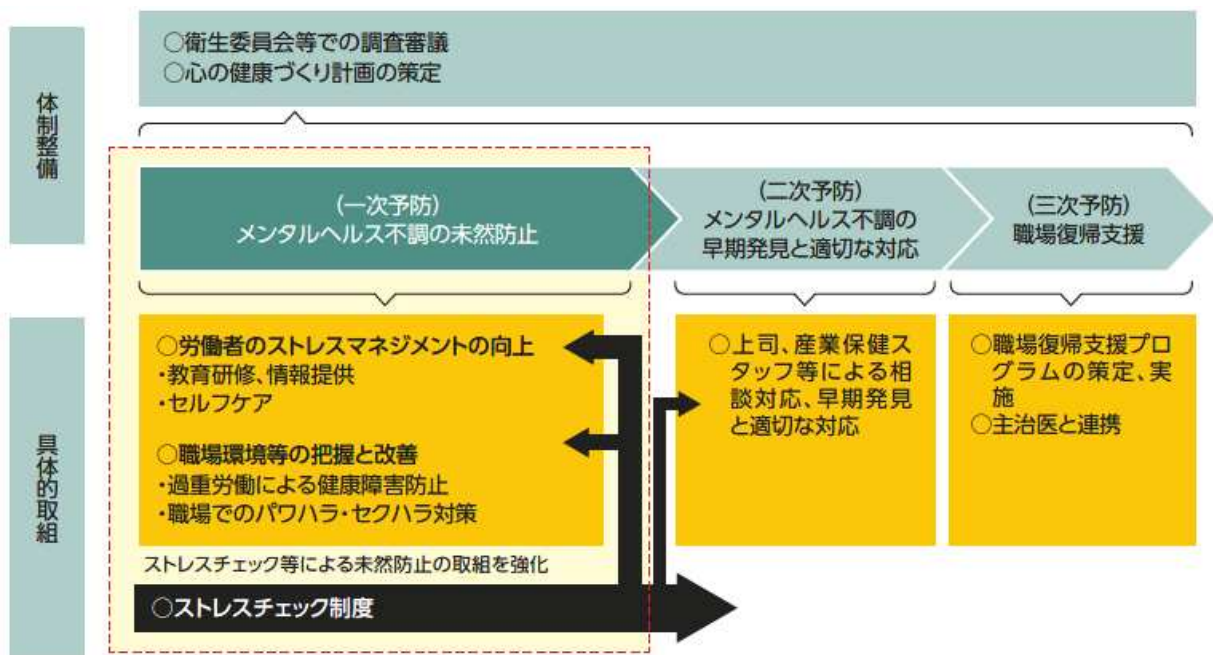 体制整備
○衛生委員会等での調査審議
○心の健康づくり計画の策定
(一次予防)
メンタルヘルス不調の未然防止
(二次予防)
メンタルヘルス不調の
早期発見と適切な対応
(三次予防)
職場復帰支援
具体的取組
○労働者のストレスマネジメントの向上
・教育研修、情報提供
・セルフケア
○職場環境等の把握と改善
・過重労働による健康障害防止
・職場でのパワハラ・セクハラ対策
○上司、産業保健ス
タッフ等による相
談対応、早期発見
と適切な対応
○職場復帰支援プロ
グラムの策定、実
施
○主治医と連携
ストレスチェック等による未然防止の取組を強化
○ストレスチェック制度